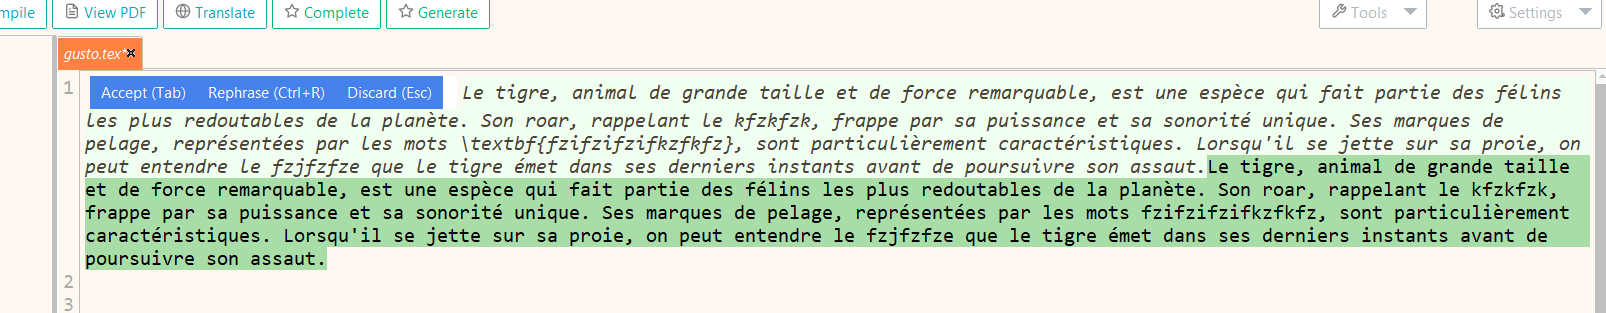 mpile View PDF Translate Complete Generate Tools Settings
gusto.tex*
1 Accept (Tab) Rephrase (Ctrl+R) Discard (Esc) Le tigre, animal de grande taille et de force remarquable, est une espèce qui fait partie des félins
les plus redoutables de la planète. Son roar, rappelant le kfzkfzk, frappe par sa puissance et sa sonorité unique. Ses marques de
pelage, représentées par les mots \textbf{fzifzifzifkzfkfz}, sont particulièrement caractéristiques. Lorsqu'il se jette sur sa proie, on
peut entendre le fzjfzfze que le tigre émet dans ses derniers instants avant de poursuivre son assaut.Le tigre, animal de grande taille
et de force remarquable, est une espèce qui fait partie des félins les plus redoutables de la planète. Son roar, rappelant le kfzkfzk,
frappe par sa puissance et sa sonorité unique. Ses marques de pelage, représentées par les mots fzifzifzifkzfkfz, sont particulièrement
caractéristiques. Lorsqu'il se jette sur sa proie, on peut entendre le fzjfzfze que le tigre émet dans ses derniers instants avant de
poursuivre son assaut.
2
3